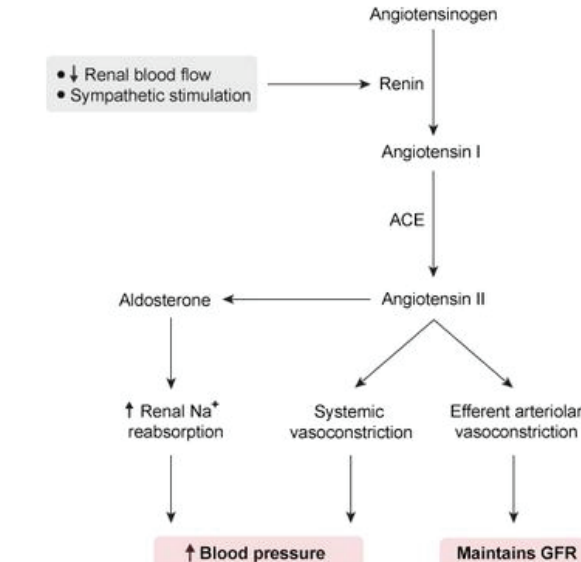 Angiotensinogen
• ↓ Renal blood flow
• Sympathetic stimulation
Renin
Angiotensin I
ACE
Aldosterone
Angiotensin II
↑ Renal Na⁺
reabsorption
Systemic
vasoconstriction
Efferent arteriolar
vasoconstriction
↑ Blood pressure
Maintains GFR